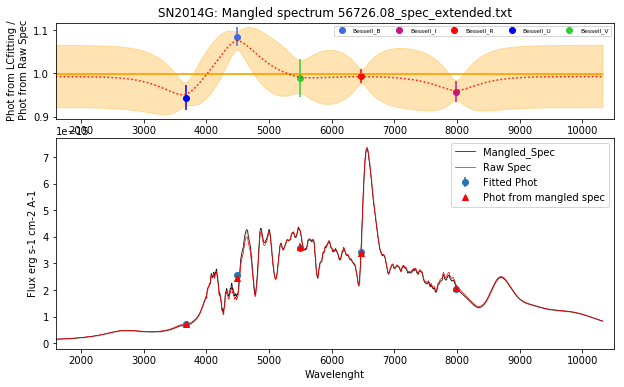 SN2014G: Mangled spectrum 56726.08_spec_extended.txt
Phot from LCfitting /
Phot from Raw Spec
1.1
1.0
0.9
Bessell_B
Bessell_I
Bessell_R
Bessell_U
Bessell_V
2000 3000 4000 5000 6000 7000 8000 9000 10000
Flux erg s-1 cm-2 A-1
7
6
5
4
3
2
1
0
Mangled_Spec
Raw Spec
Fitted Phot
Phot from mangled spec
2000 3000 4000 5000 6000 7000 8000 9000 10000
Wavelenght